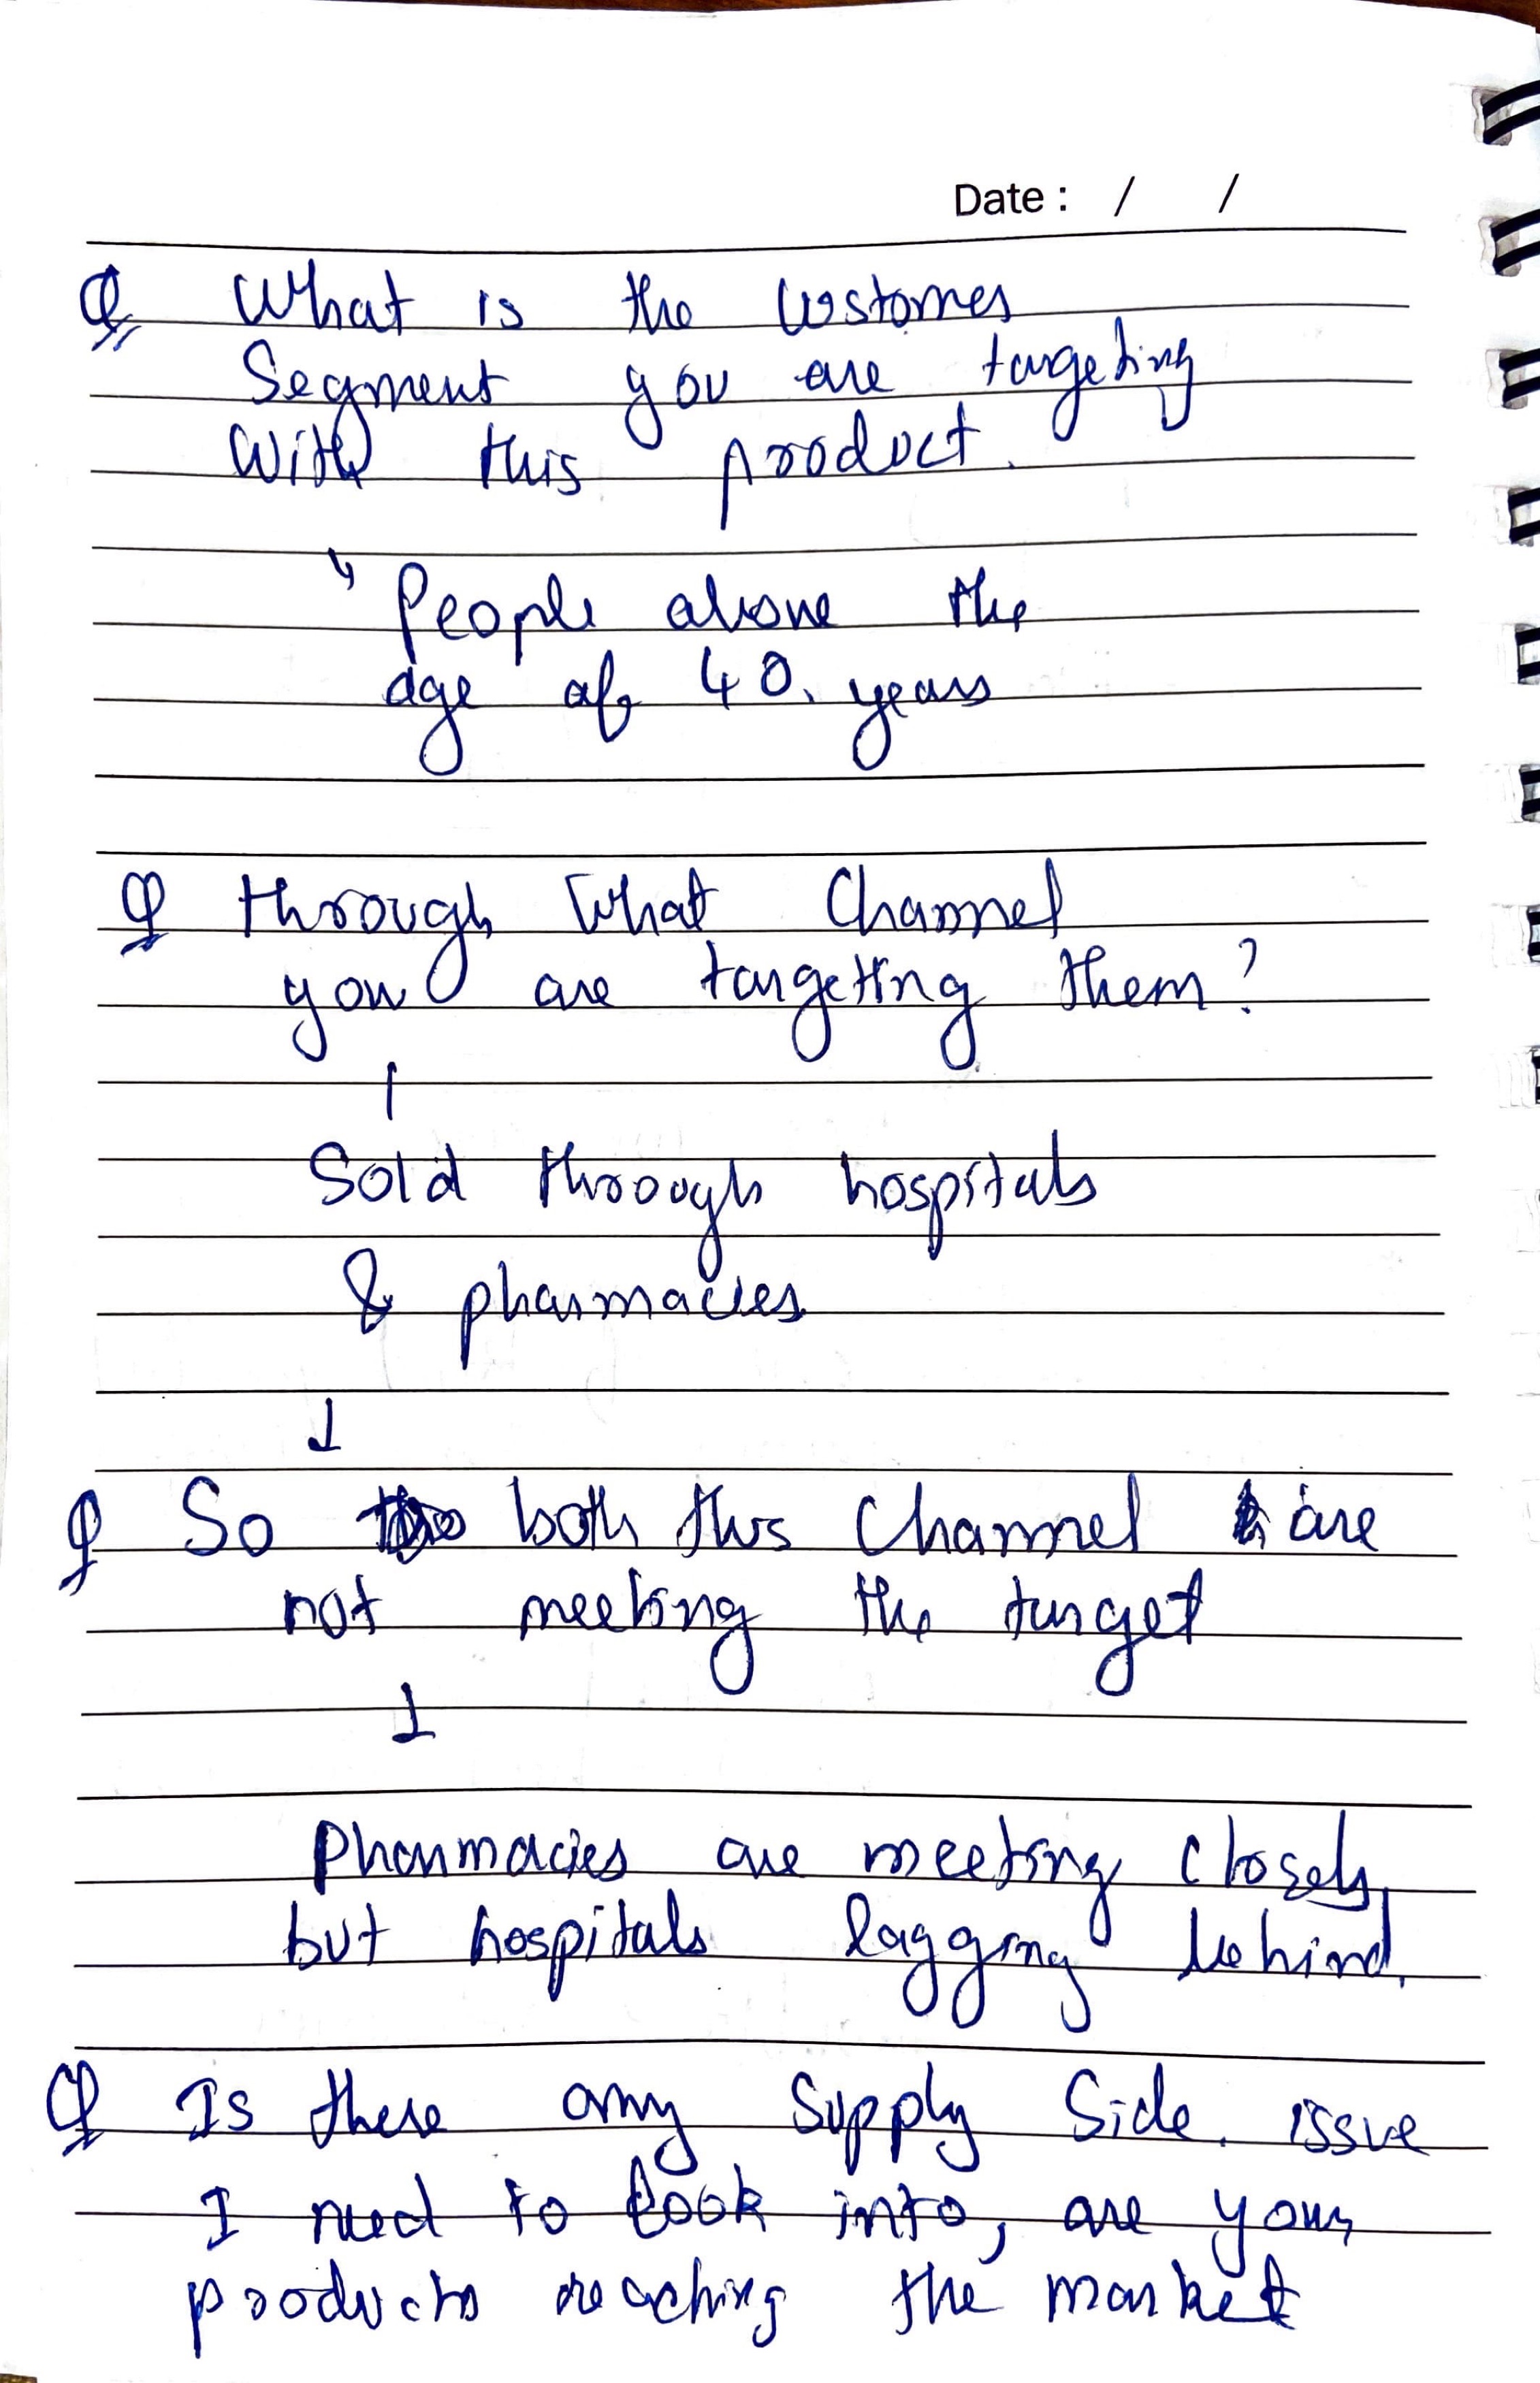 Date : / /
Q What is the Customer
Segment you are targeting
With this product.
↳ People above the
age of 40. years
Q through What Channel
you are targeting them?
Sold through hospitals
& pharmacies
↓
Q So both this Channel are
not meeting the target
↓
Pharmacies are meeting closely,
but hospitals lagging behind.
Q Is there any Supply Side. issue
I need to look into, are your
products reaching the market